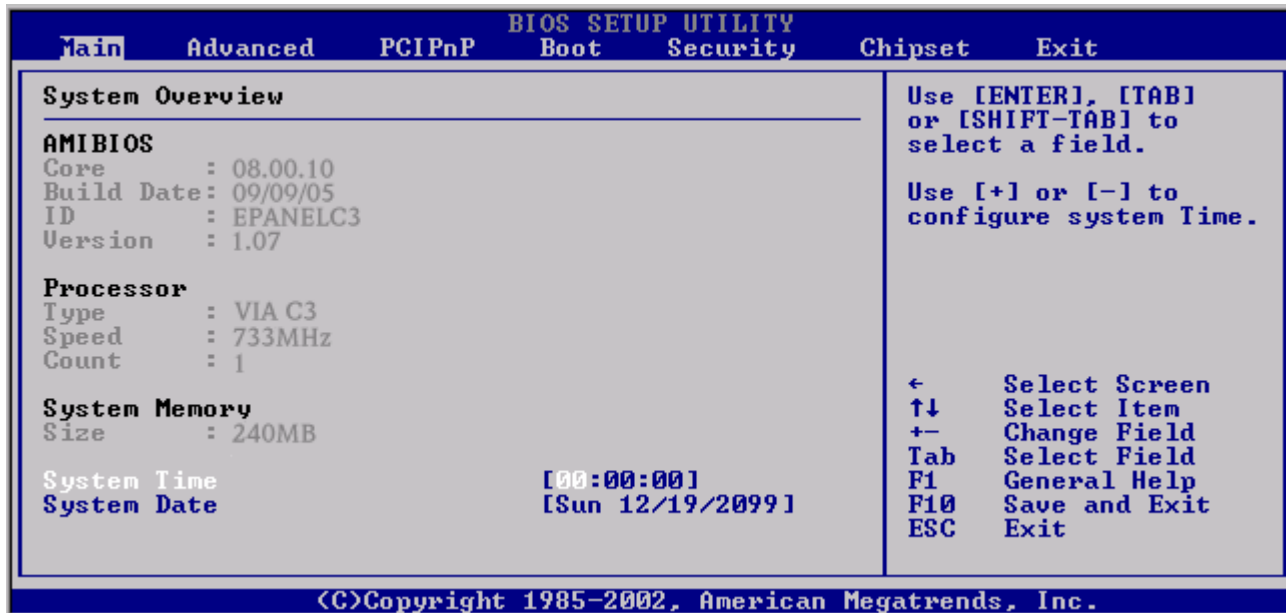 BIOS SETUP UTILITY
Main Advanced PCIPnP Boot Security Chipset Exit
System Overview
AMIBIOS
Core : 08.00.10
Build Date: 09/09/05
ID : EPANELC3
Version : 1.07
Processor
Type : VIA C3
Speed : 733MHz
Count : 1
System Memory
Size : 240MB
System Time [00:00:00]
System Date [Sun 12/19/2099]
Use [ENTER], [TAB]
or [SHIFT-TAB] to
select a field.
Use [+] or [-] to
configure system Time.
← Select Screen
↑↓ Select Item
+- Change Field
Tab Select Field
F1 General Help
F10 Save and Exit
ESC Exit
(C)Copyright 1985-2002, American Megatrends, Inc.